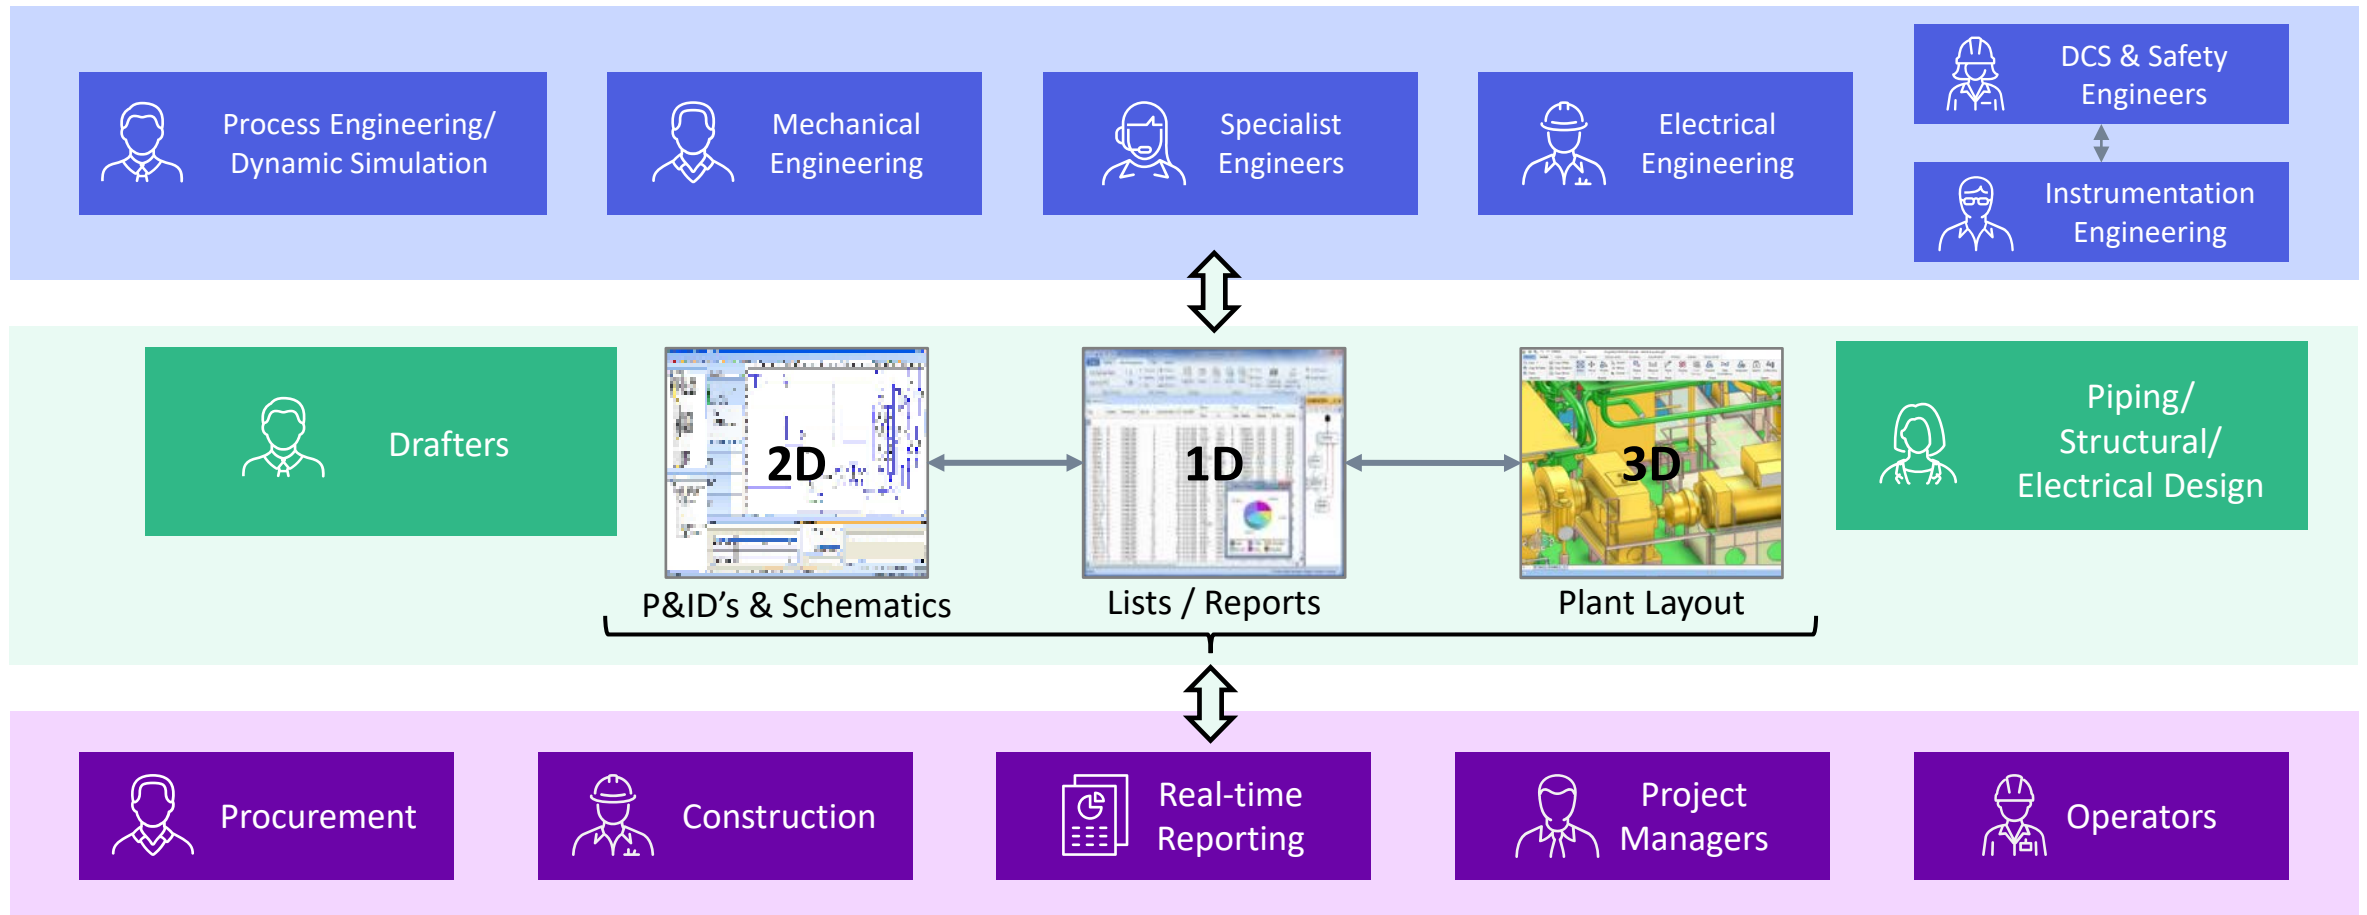 Process Engineering/
Dynamic Simulation
Mechanical
Engineering
Specialist
Engineers
Electrical
Engineering
DCS & Safety
Engineers
Instrumentation
Engineering
Drafters
2D
1D
3D
Piping/
Structural/
Electrical Design
P&ID's & Schematics
Lists / Reports
Plant Layout
Procurement
Construction
Real-time
Reporting
Project
Managers
Operators